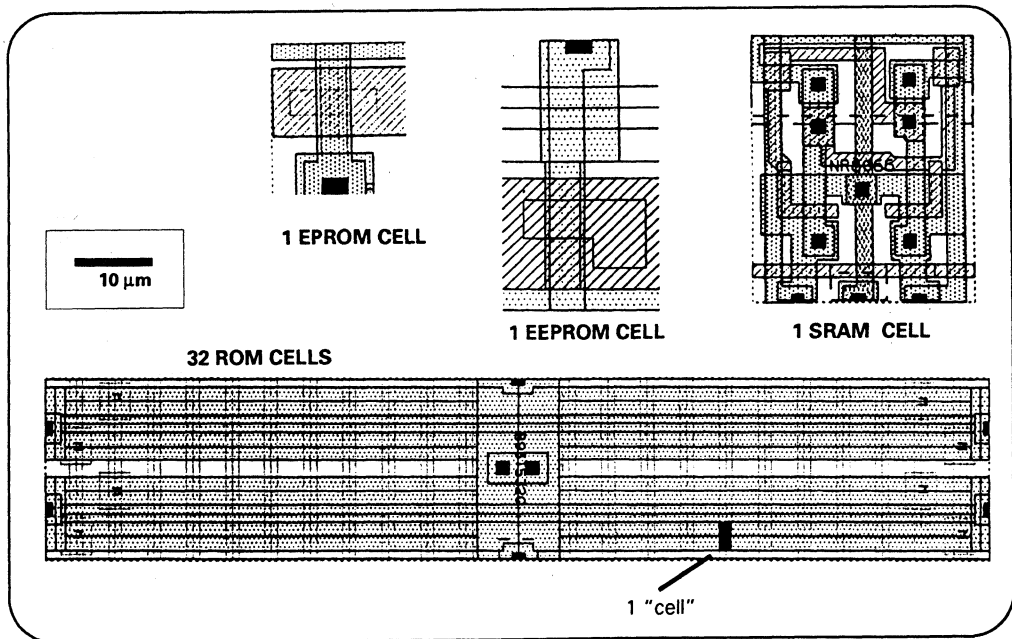 1 EPROM CELL
10 µm
1 EEPROM CELL
1 SRAM CELL
32 ROM CELLS
1 "cell"